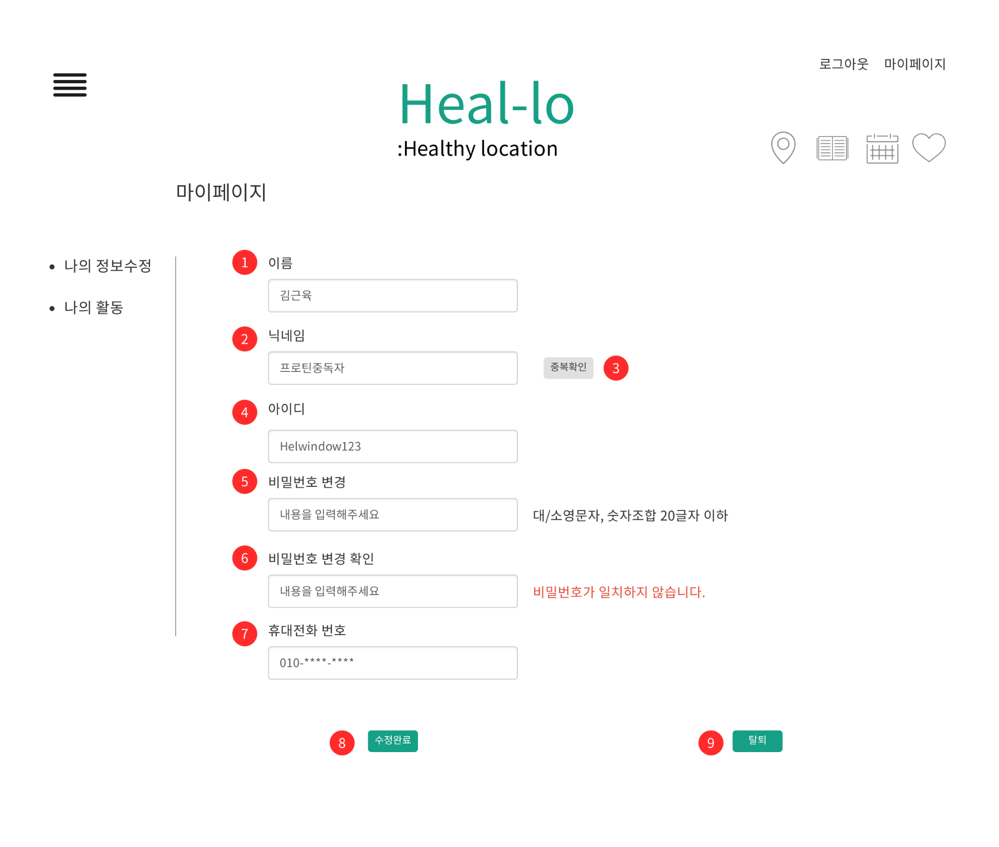 로그아웃 마이페이지
Heal-lo
:Healthy location
마이페이지
• 나의 정보수정
• 나의 활동
1 이름
김근육
2 닉네임
프로틴중독자 중복확인 3
4 아이디
Helwindow123
5 비밀번호 변경
내용을 입력해주세요 대/소영문자, 숫자조합 20글자 이하
6 비밀번호 변경 확인
내용을 입력해주세요 비밀번호가 일치하지 않습니다.
7 휴대전화 번호
010-****-****
8 수정완료 9 탈퇴